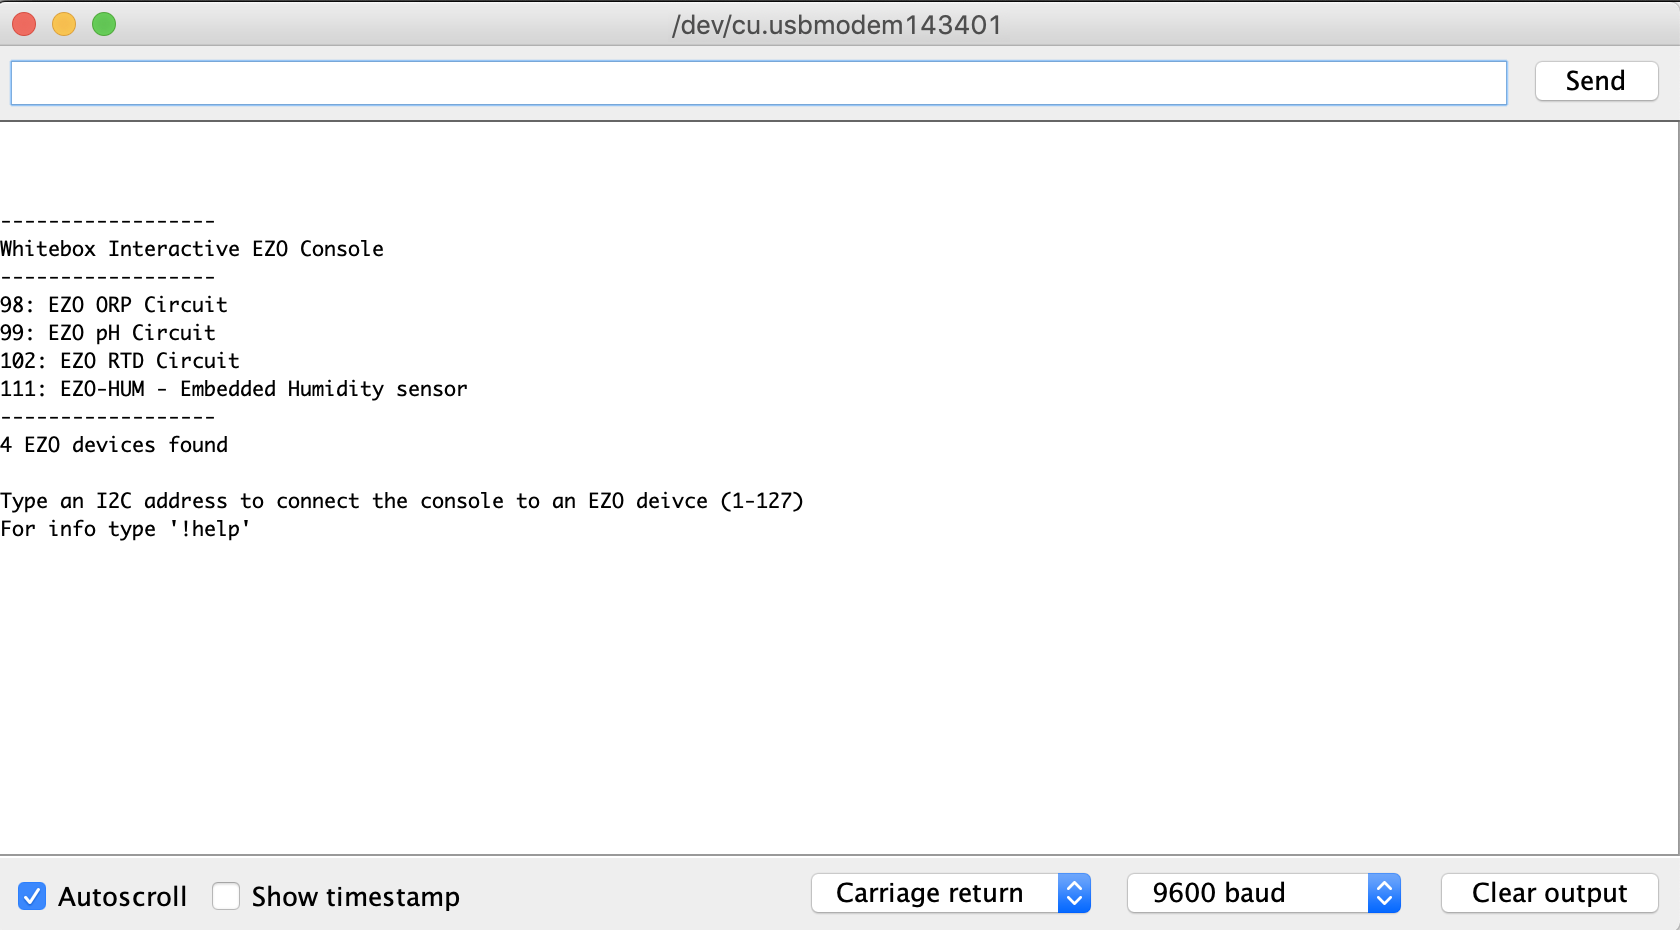 /dev/cu.usbmodem143401
Send
------------------
Whitebox Interactive EZO Console
------------------
98: EZO ORP Circuit
99: EZO pH Circuit
102: EZO RTD Circuit
111: EZO-HUM - Embedded Humidity sensor
------------------
4 EZO devices found
Type an I2C address to connect the console to an EZO deivce (1-127)
For info type '!help'
Autoscroll Show timestamp Carriage return 9600 baud Clear output